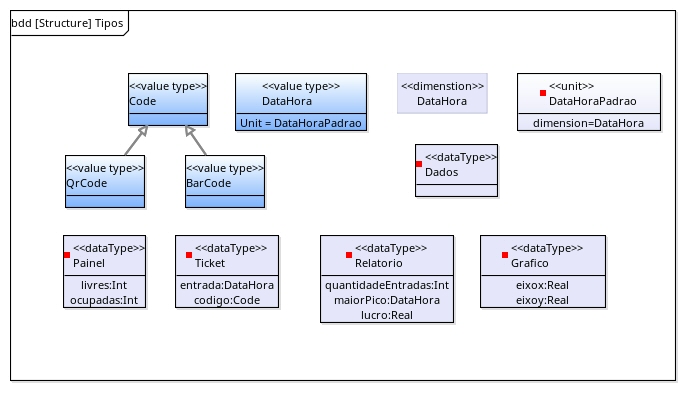 bdd [Structure] Tipos
<<value type>>
Code
<<value type>>
DataHora
Unit = DataHoraPadrao
<<dimenstion>>
DataHora
<<unit>>
DataHoraPadrao
dimension=DataHora
<<value type>>
QrCode
<<value type>>
BarCode
<<dataType>>
Dados
<<dataType>>
Painel
livres:Int
ocupadas:Int
<<dataType>>
Ticket
entrada:DataHora
codigo:Code
<<dataType>>
Relatorio
quantidadeEntradas:Int
maiorPico:DataHora
lucro:Real
<<dataType>>
Grafico
eixox:Real
eixoy:Real